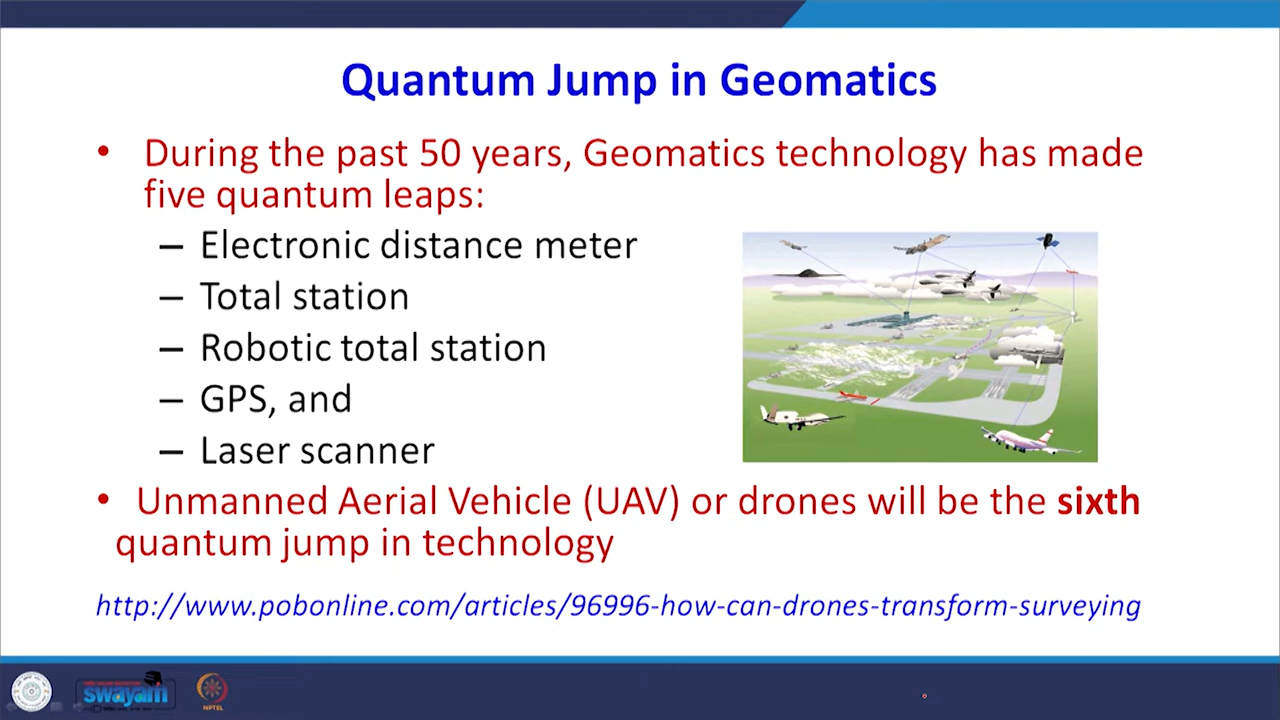 Quantum Jump in Geomatics
• During the past 50 years, Geomatics technology has made
five quantum leaps:
– Electronic distance meter
– Total station
– Robotic total station
– GPS, and
– Laser scanner
• Unmanned Aerial Vehicle (UAV) or drones will be the sixth
quantum jump in technology
http://www.pobonline.com/articles/96996-how-can-drones-transform-surveying
swayam
NPTEL